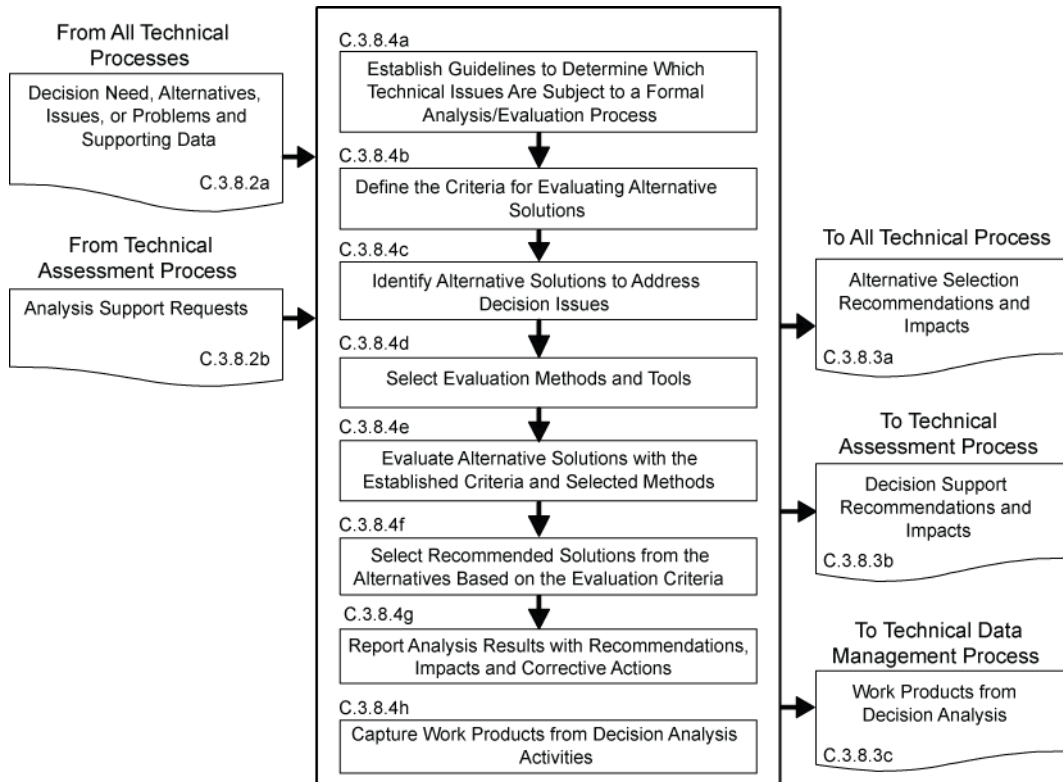 From All Technical
Processes
Decision Need, Alternatives,
Issues, or Problems and
Supporting Data
C.3.8.2a
From Technical
Assessment Process
Analysis Support Requests
C.3.8.2b
C.3.8.4a
Establish Guidelines to Determine Which
Technical Issues Are Subject to a Formal
Analysis/Evaluation Process
C.3.8.4b
Define the Criteria for Evaluating Alternative
Solutions
C.3.8.4c
Identify Alternative Solutions to Address
Decision Issues
C.3.8.4d
Select Evaluation Methods and Tools
C.3.8.4e
Evaluate Alternative Solutions with the
Established Criteria and Selected Methods
C.3.8.4f
Select Recommended Solutions from the
Alternatives Based on the Evaluation Criteria
C.3.8.4g
Report Analysis Results with Recommendations,
Impacts and Corrective Actions
C.3.8.4h
Capture Work Products from Decision Analysis
Activities
To All Technical Process
Alternative Selection
Recommendations and
Impacts
C.3.8.3a
To Technical
Assessment Process
Decision Support
Recommendations and
Impacts
C.3.8.3b
To Technical Data
Management Process
Work Products from
Decision Analysis
C.3.8.3c